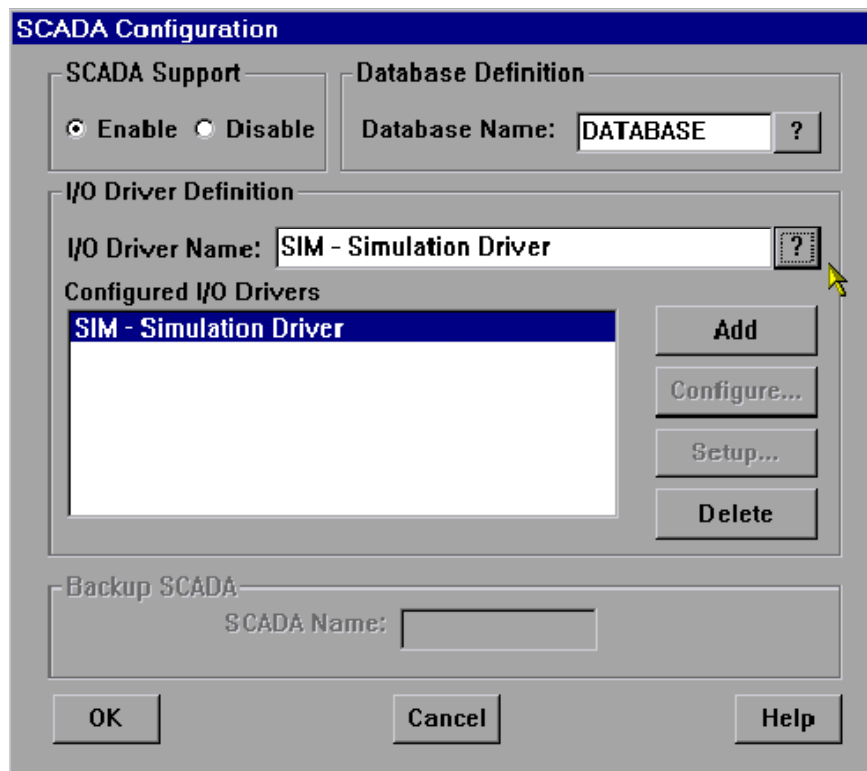 SCADA Configuration
SCADA Support
Database Definition
Enable Disable
Database Name: DATABASE ?
I/O Driver Definition
I/O Driver Name: SIM - Simulation Driver ?
Configured I/O Drivers
SIM - Simulation Driver
Add
Configure...
Setup...
Delete
Backup SCADA
SCADA Name:
OK Cancel Help